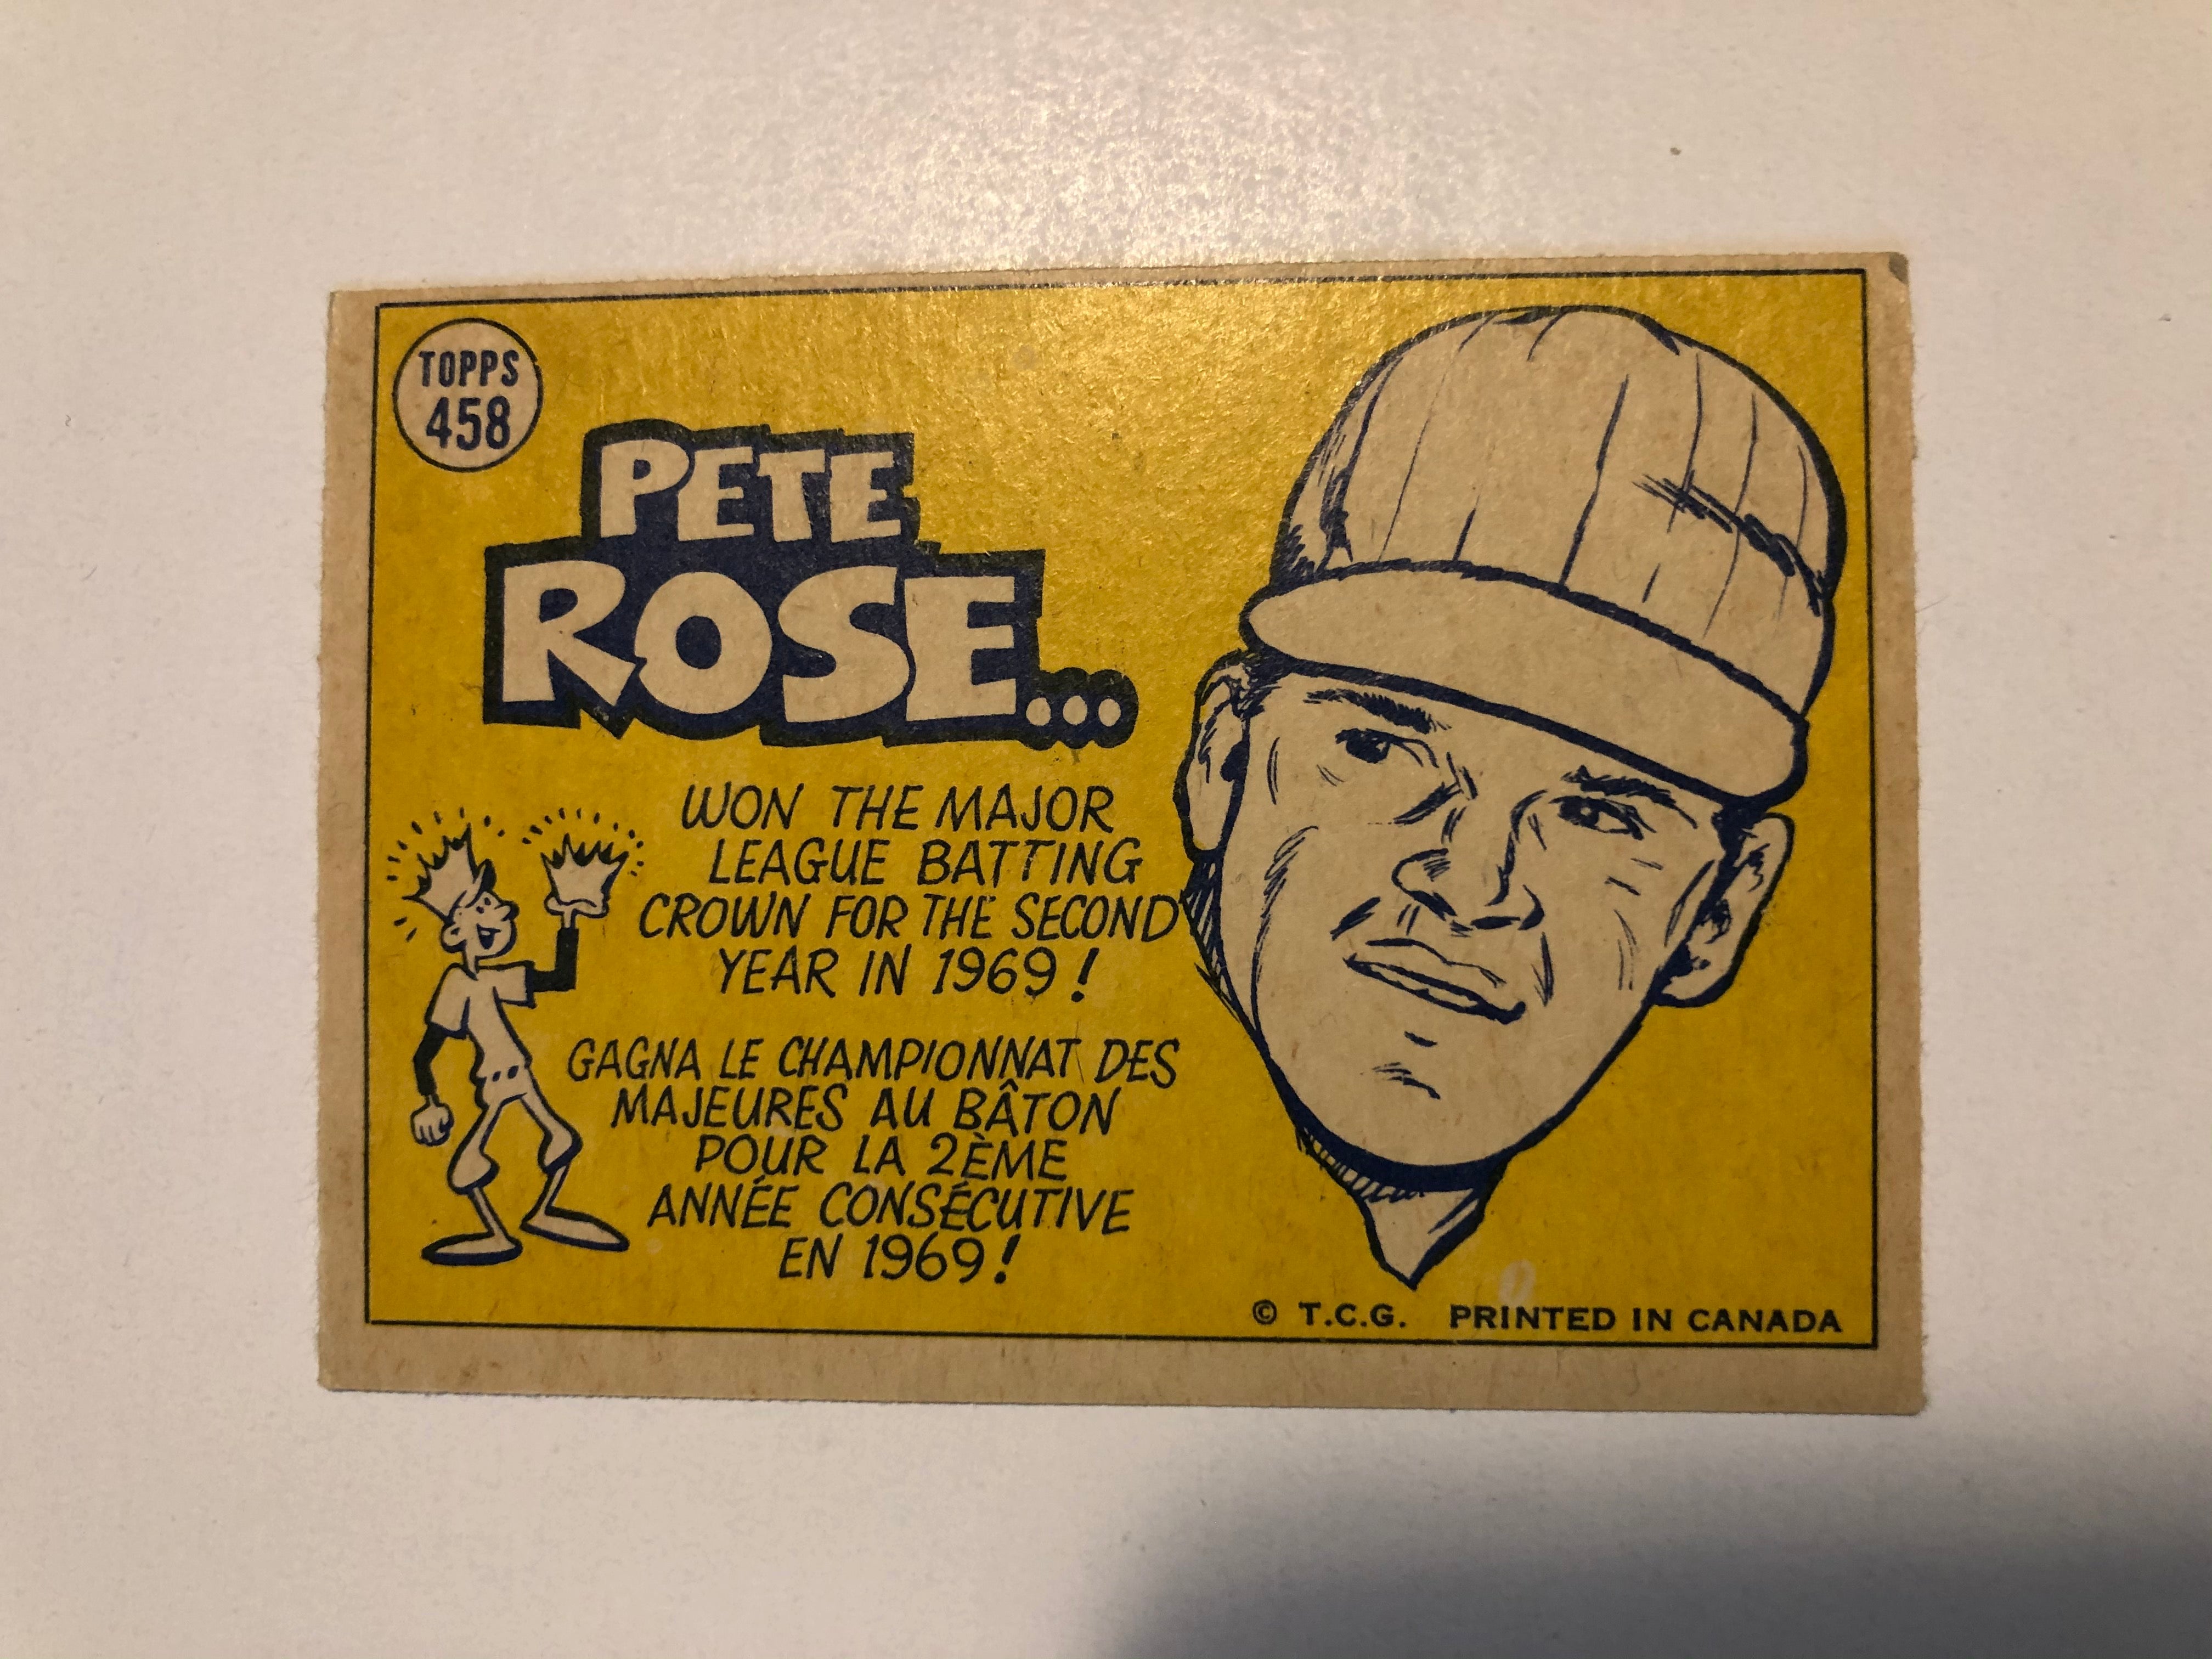 TOPPS
458
PETE
ROSE...
WON THE MAJOR
LEAGUE BATTING
CROWN FOR THE SECOND
YEAR IN 1969!
GAGNA LE CHAMPIONNAT DES
MAJEURES AU BÂTON
POUR LA 2ÈME
ANNÉE CONSÉCUTIVE
EN 1969!
© T.C.G. PRINTED IN CANADA